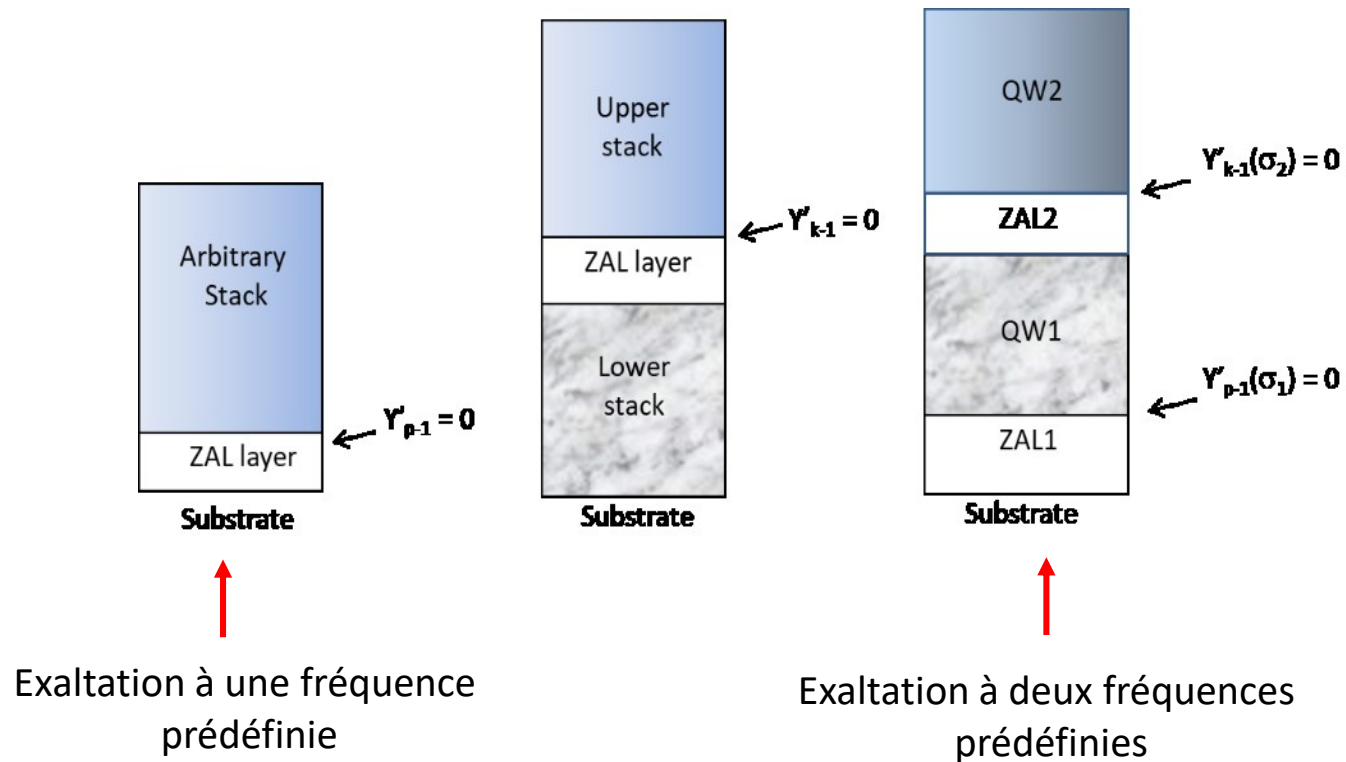 Arbitrary
Stack
ZAL layer
Y'p-1 = 0
Substrate
Exaltation à une fréquence
prédéfinie
Upper
stack
ZAL layer
Lower
stack
Y'k-1 = 0
Substrate
QW2
ZAL2
QW1
ZAL1
Y'k-1(σ2) = 0
Y'p-1(σ1) = 0
Substrate
Exaltation à deux fréquences
prédéfinies